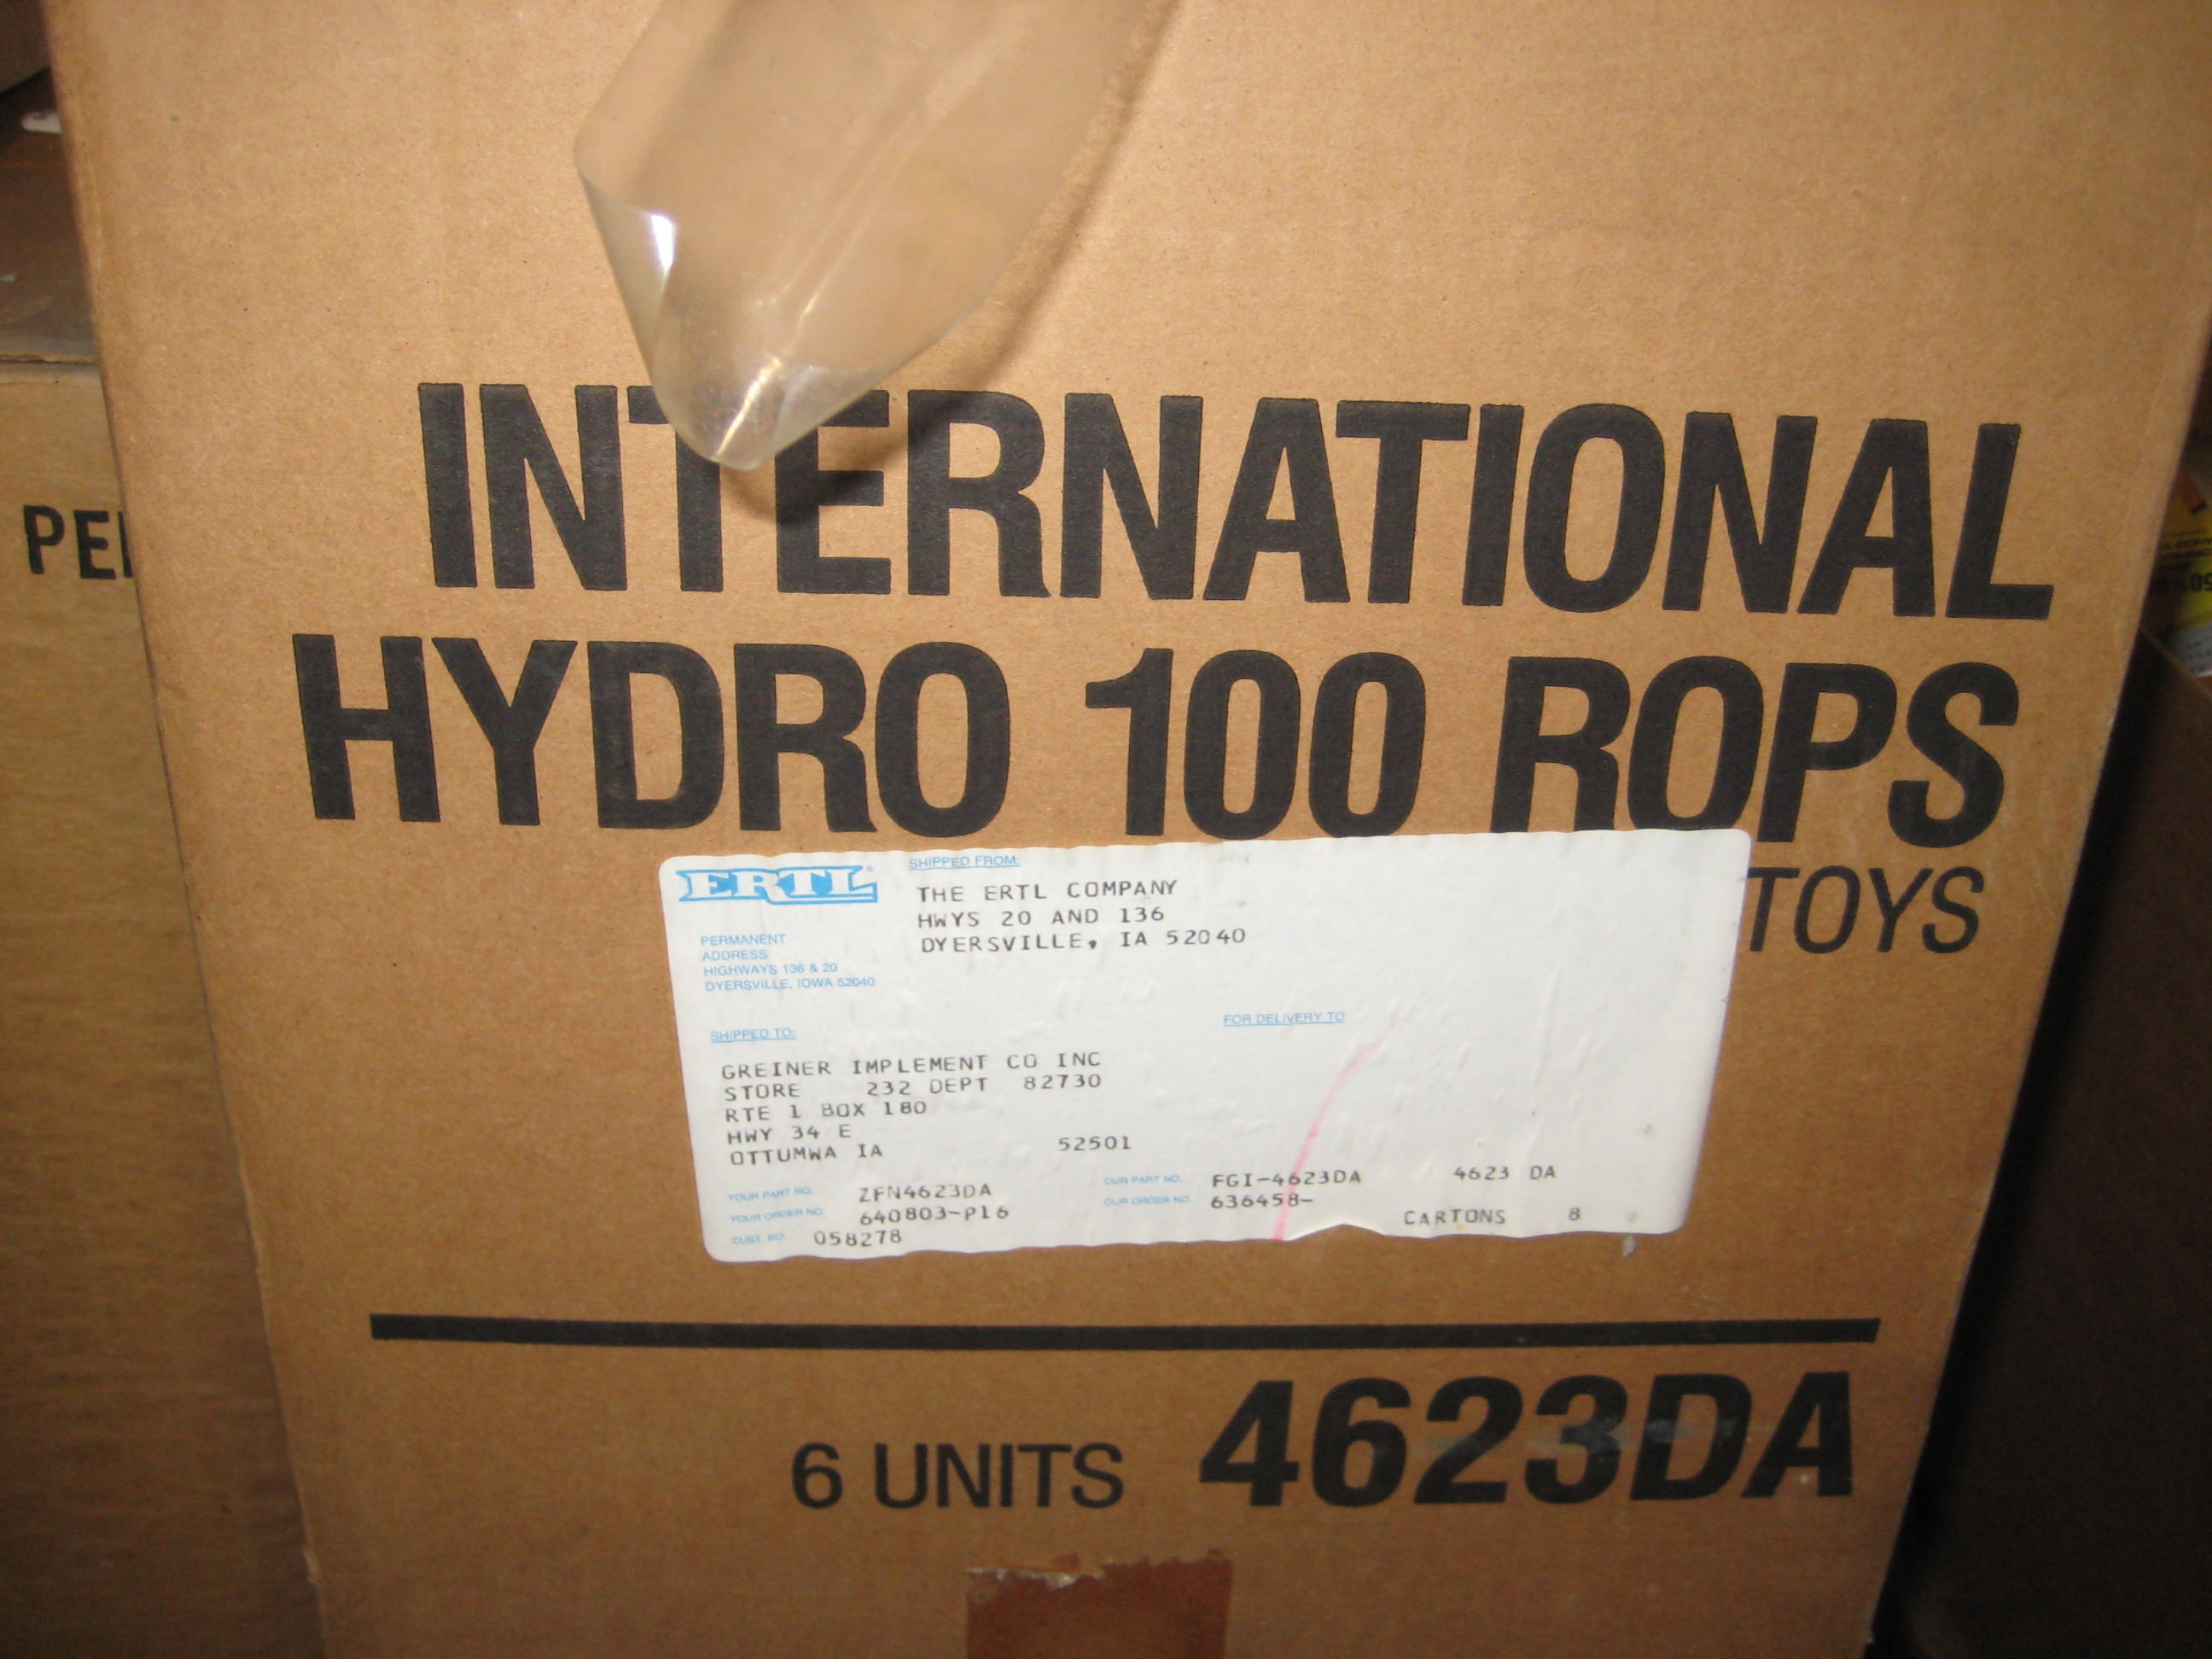 INTERNATIONAL
HYDRO 100 ROPS
TOYS
ERTL
SHIPPED FROM:
THE ERTL COMPANY
HWYS 20 AND 136
DYERSVILLE, IA 52040
PERMANENT
ADDRESS
HIGHWAYS 136 & 20
DYERSVILLE, IOWA 52040
FOR DELIVERY TO
SHIPPED TO:
GREINER IMPLEMENT CO INC
STORE 232 DEPT 82730
RTE 1 BOX 180
HWY 34 E
OTTUMWA IA 52501
YOUR PART NO. ZFN4623DA OUR PART NO. FGI-4623DA 4623 DA
YOUR ORDER NO. 640803-P16 OUR ORDER NO. 636458-
CUST. NO. 058278 CARTONS 8
6 UNITS 4623DA